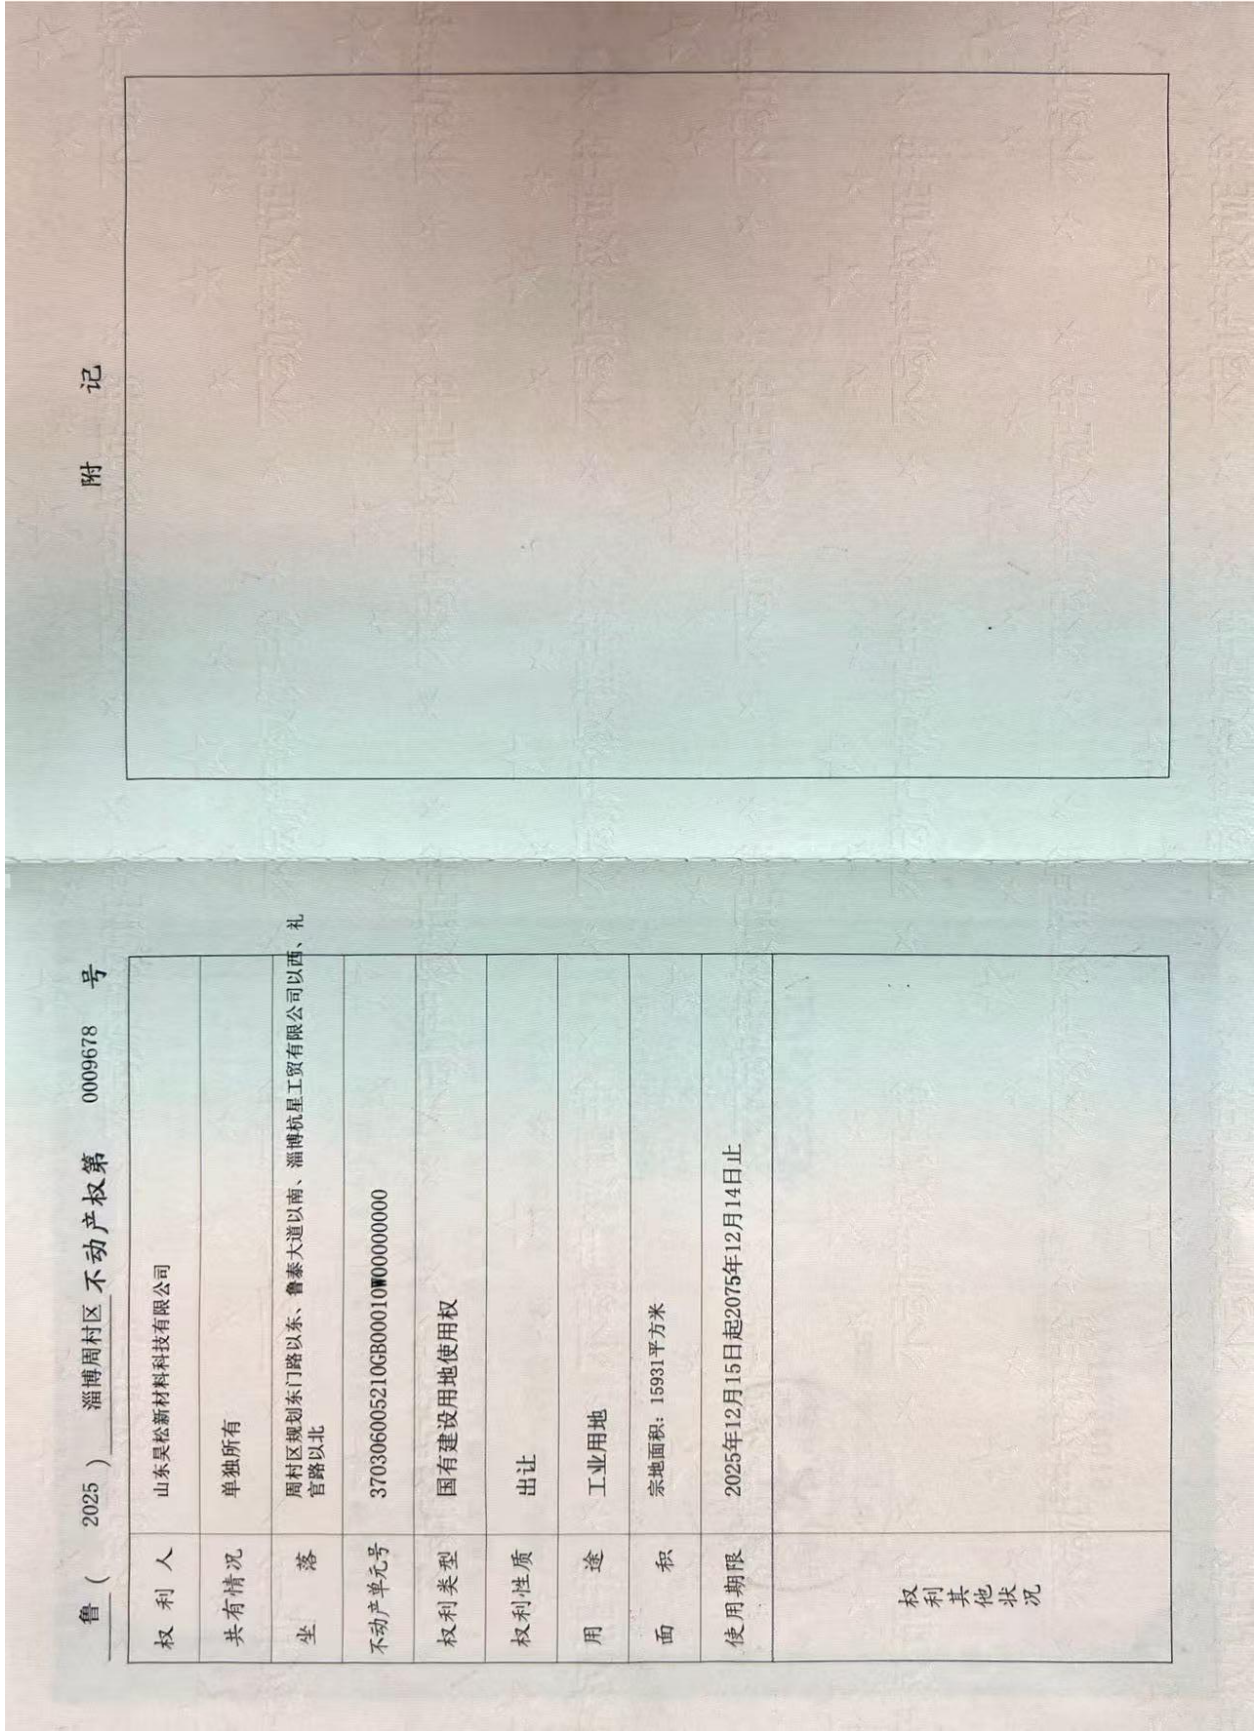 鲁（ 2025 ）淄博周村区不动产权第 0009678 号
权利人 山东昊松新材料科技有限公司
共有情况 单独所有
坐落 周村区规划东门路以东、鲁泰大道以南、淄博杭星工贸有限公司以西、礼
官路以北
不动产单元号 370306005210GB00010W00000000
权利类型 国有建设用地使用权
权利性质 出让
用途 工业用地
面积 宗地面积：15931平方米
使用期限 2025年12月15日起2075年12月14日止
权利其他状况
附 记